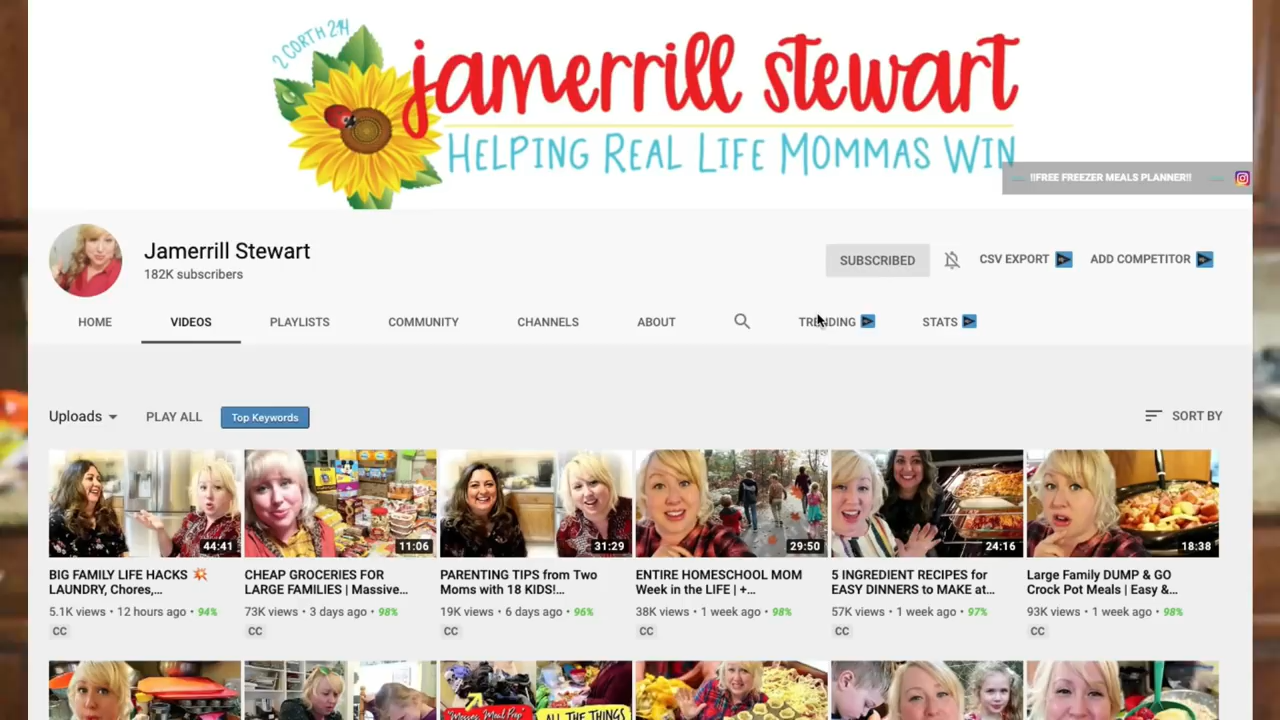 2 CORTH 2:14
jamerrill stewart
HELPING REAL LIFE MOMMAS WIN
!!FREE FREEZER MEALS PLANNER!!
Jamerrill Stewart
182K subscribers
SUBSCRIBED
CSV EXPORT
ADD COMPETITOR
HOME
VIDEOS
PLAYLISTS
COMMUNITY
CHANNELS
ABOUT
TRENDING
STATS
Uploads
PLAY ALL
Top Keywords
SORT BY
44:41
11:06
31:29
29:50
24:16
18:38
BIG FAMILY LIFE HACKS 💥
LAUNDRY, Chores,...
5.1K views • 12 hours ago • 94%
CC
CHEAP GROCERIES FOR
LARGE FAMILIES | Massive...
73K views • 3 days ago • 98%
CC
PARENTING TIPS from Two
Moms with 18 KIDS!...
19K views • 6 days ago • 96%
CC
ENTIRE HOMESCHOOL MOM
Week in the LIFE | +...
38K views • 1 week ago • 98%
CC
5 INGREDIENT RECIPES for
EASY DINNERS to MAKE at...
57K views • 1 week ago • 97%
CC
Large Family DUMP & GO
Crock Pot Meals | Easy &...
93K views • 1 week ago • 98%
CC
ALL THE THINGS